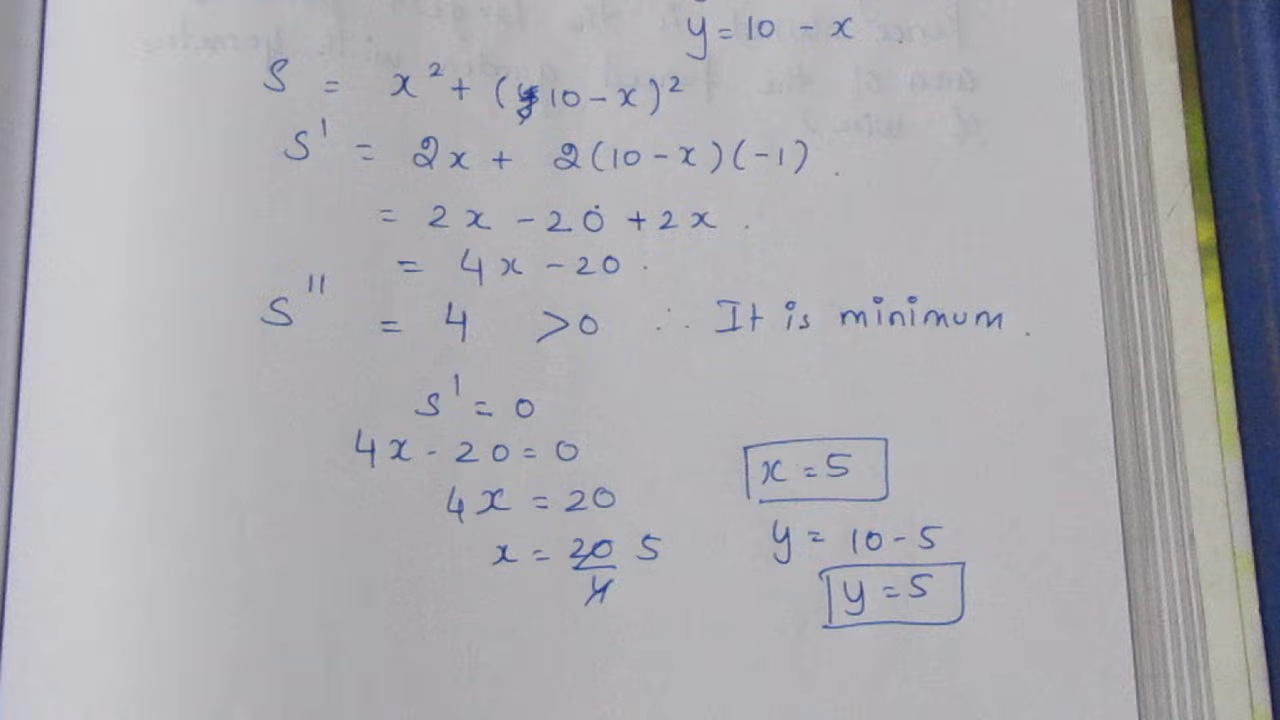 y = 10 - x.
S = x² + (10 - x)²
S' = 2x + 2(10 - x)(-1).
= 2x - 20 + 2x.
= 4x - 20.
S'' = 4 > 0 ∴ It is minimum.
S' = 0
4x - 20 = 0
4x = 20
x = 20/4 5
x = 5
y = 10 - 5
y = 5